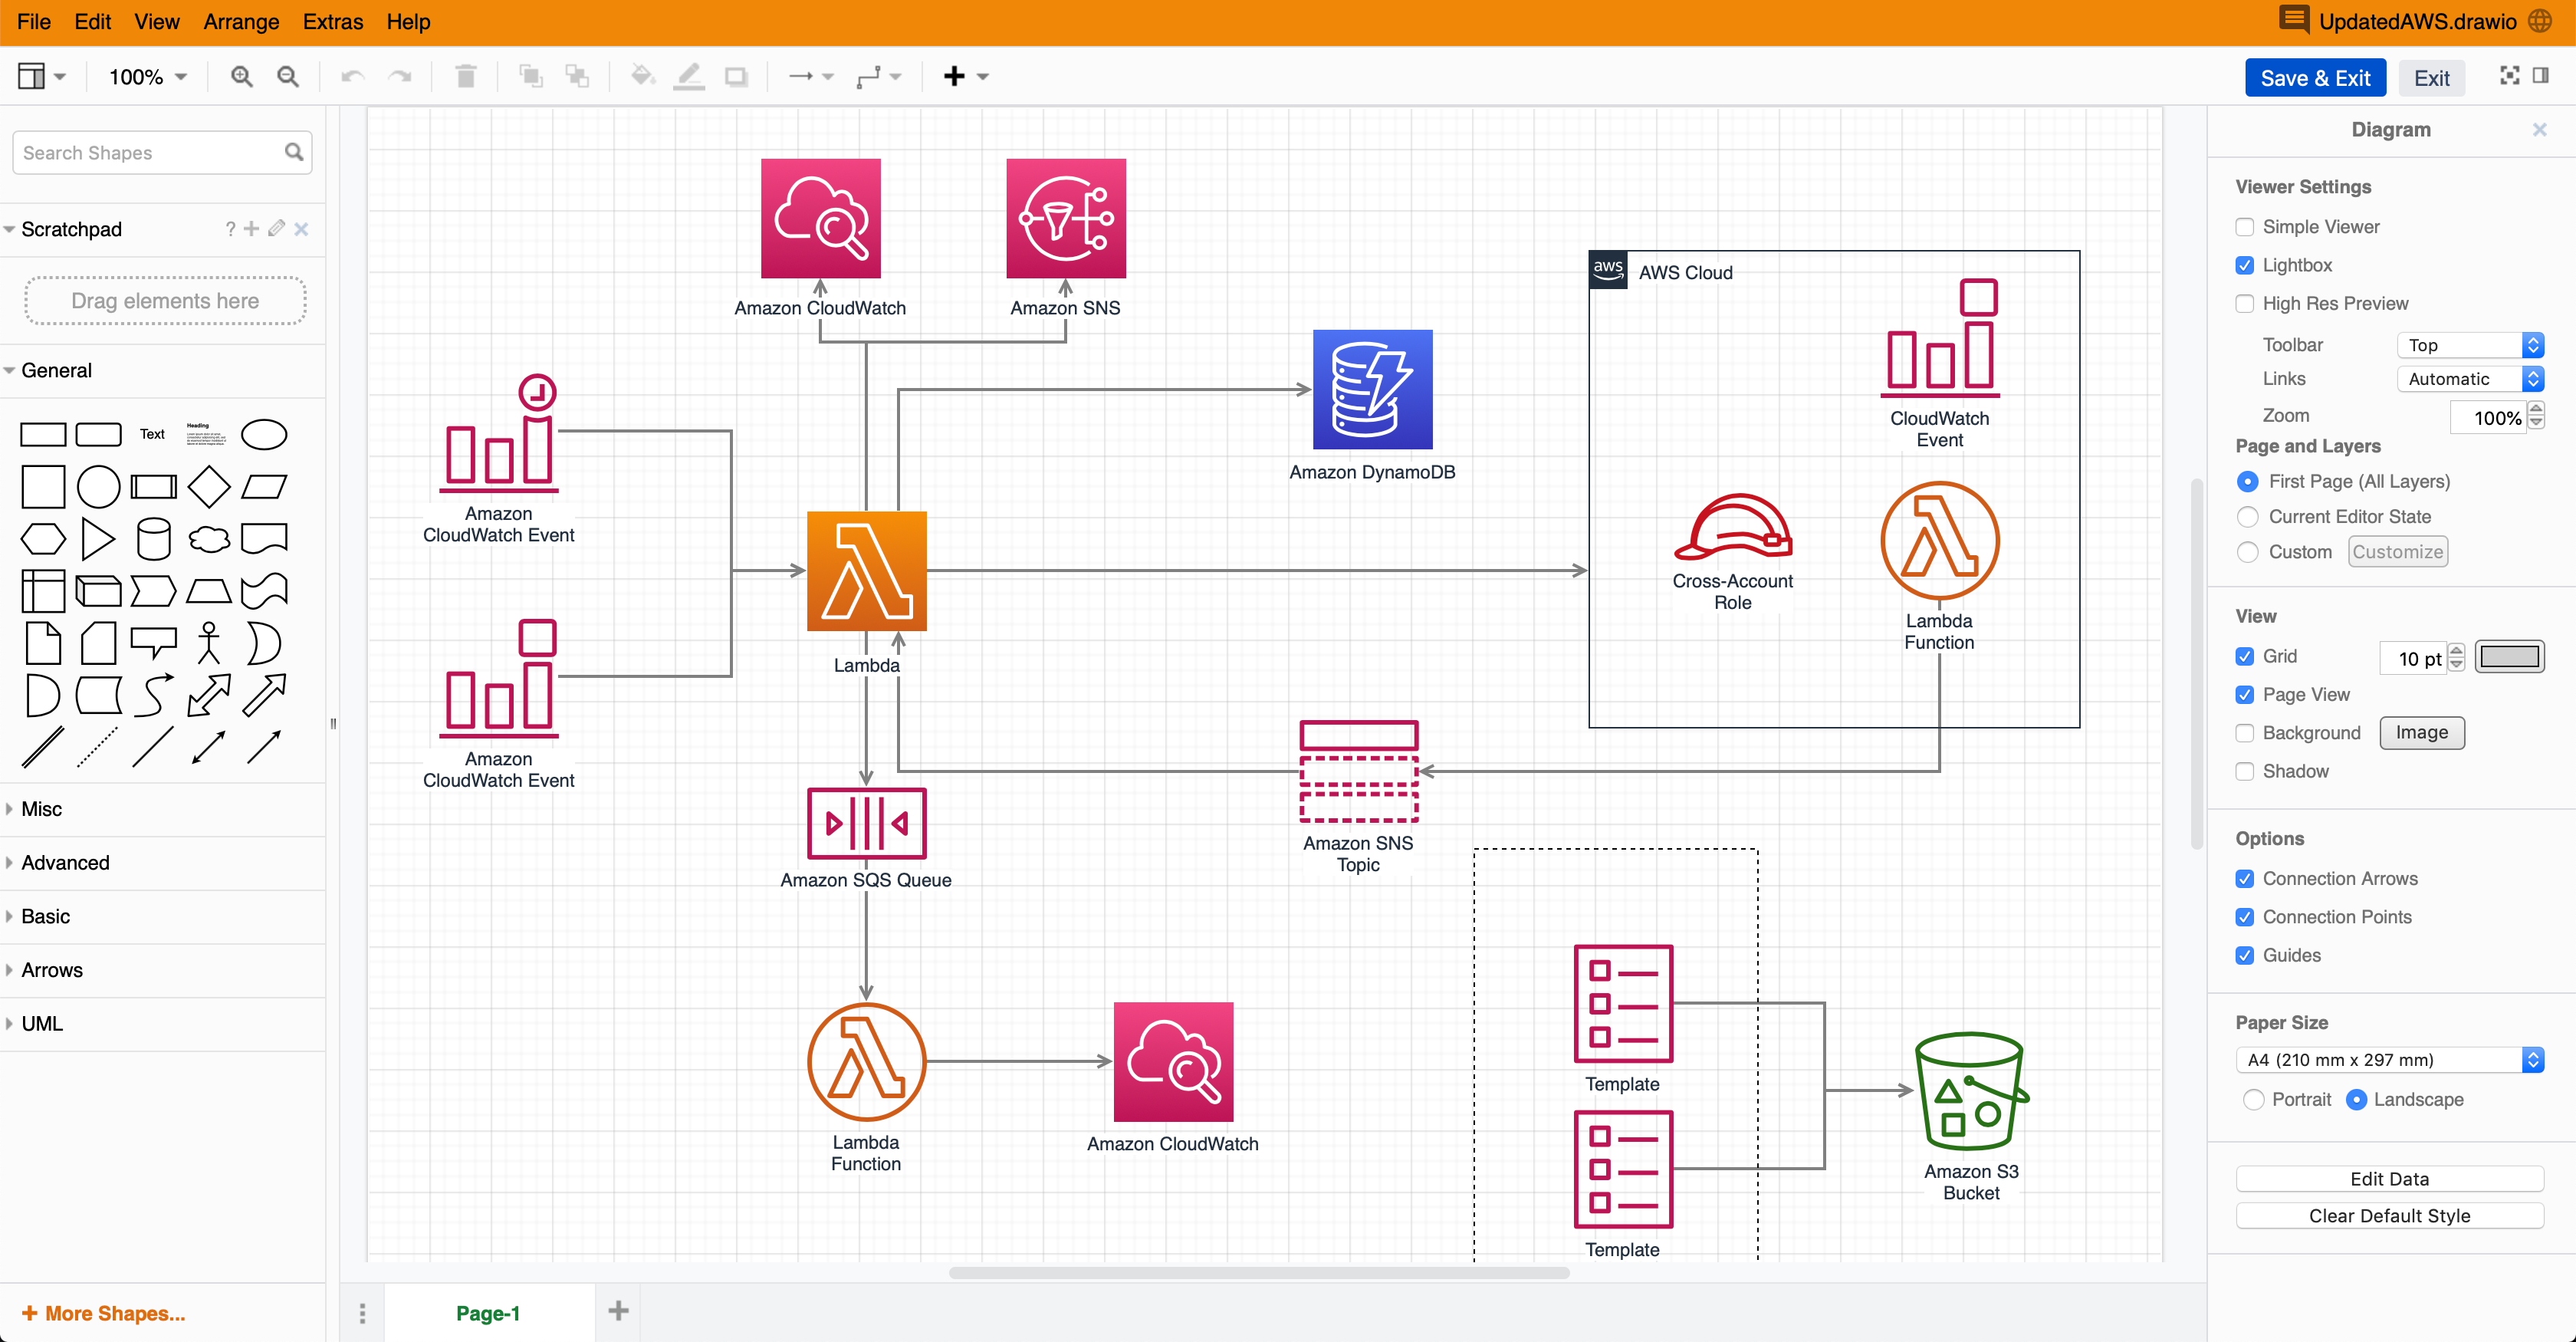 File Edit View Arrange Extras Help
UpdatedAWS.drawio
100%
Save & Exit
Exit
Search Shapes
Scratchpad
?
Drag elements here
General
Text
Heading
Misc
Advanced
Basic
Arrows
UML
More Shapes...
Amazon CloudWatch
Amazon SNS
Amazon
CloudWatch Event
Amazon
CloudWatch Event
Lambda
Amazon DynamoDB
aws
AWS Cloud
CloudWatch
Event
Cross-Account
Role
Lambda
Function
Amazon SNS
Topic
Amazon SQS Queue
Lambda
Function
Amazon CloudWatch
Template
Template
Amazon S3
Bucket
Page-1
Diagram
Viewer Settings
Simple Viewer
Lightbox
High Res Preview
Toolbar
Top
Links
Automatic
Zoom
100%
Page and Layers
First Page (All Layers)
Current Editor State
Custom
Customize
View
Grid
10 pt
Page View
Background
Image
Shadow
Options
Connection Arrows
Connection Points
Guides
Paper Size
A4 (210 mm x 297 mm)
Portrait
Landscape
Edit Data
Clear Default Style